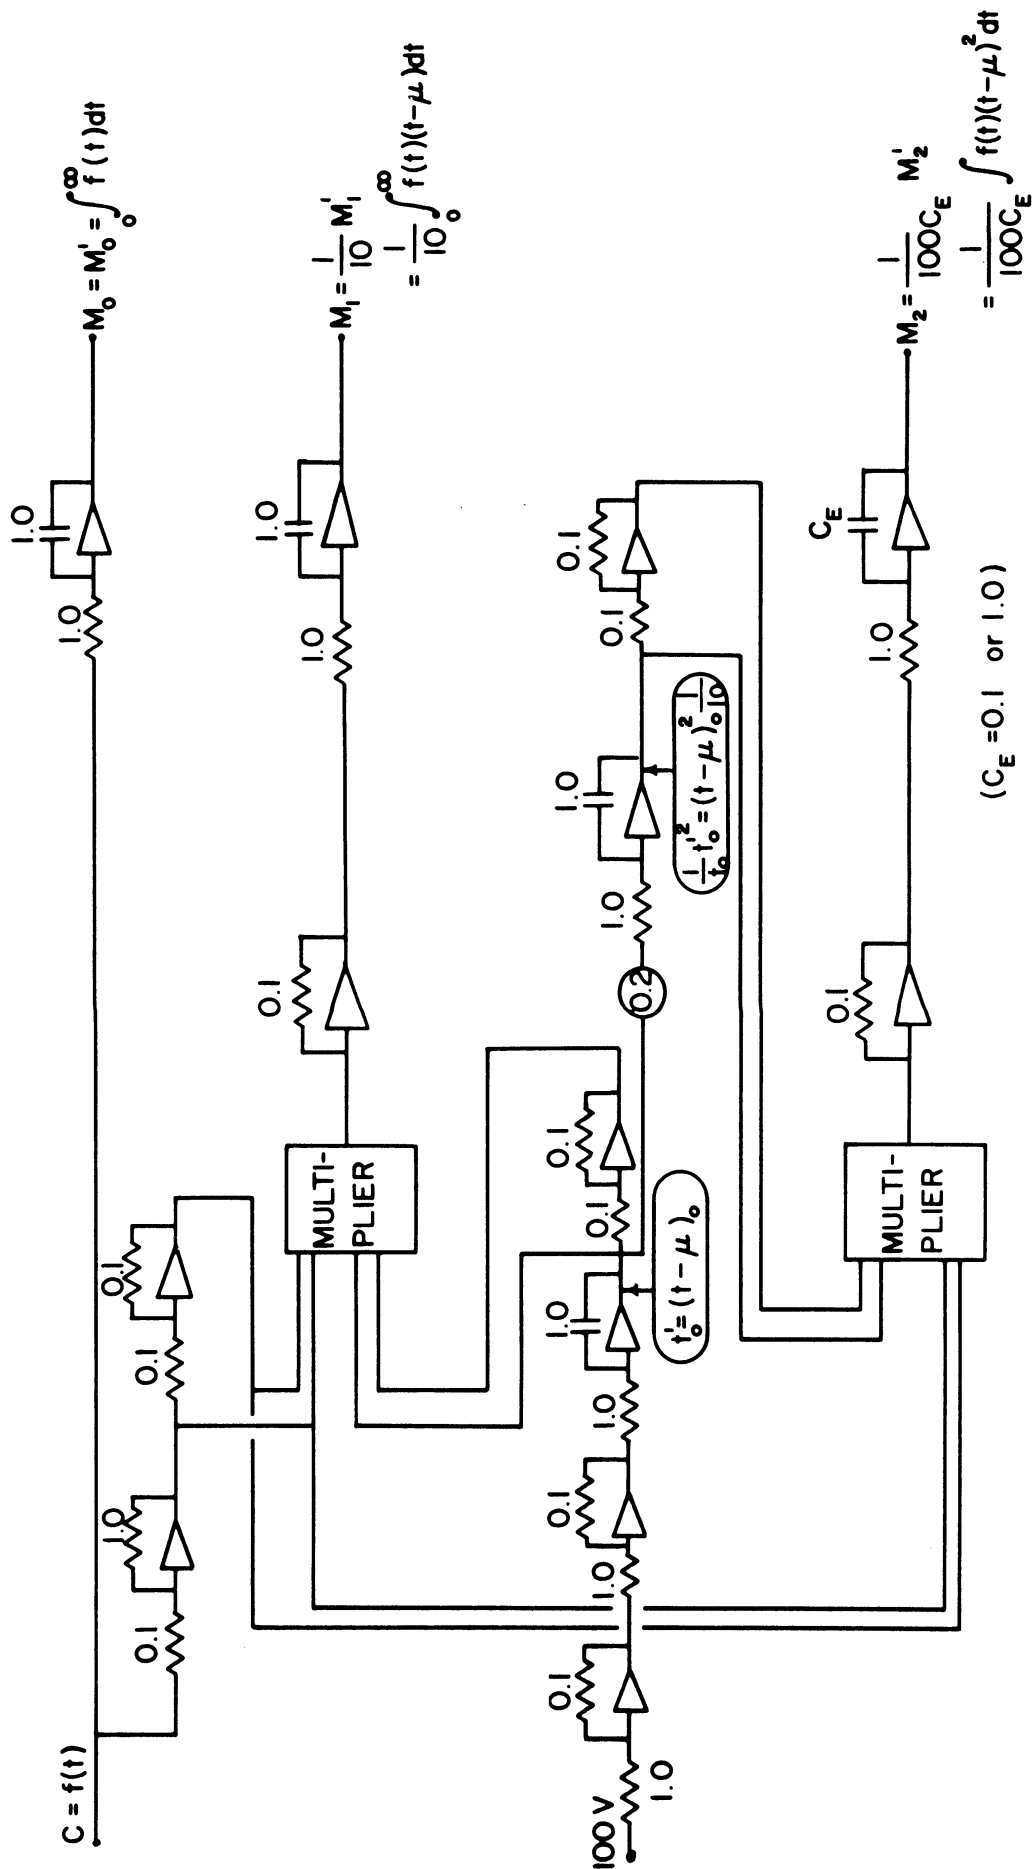 C = f(t)
1.0
1.0
M₀ = M₀' = ∫₀^∞ f(t)dt
0.1
1.0
0.1
0.1
MULTI-
PLIER
0.1
1.0
1.0
M₁ = 1/10 M₁'
= 1/10 ∫₀^∞ f(t)(t-μ)dt
100V
1.0
0.1
1.0
0.1
1.0
1.0
t₀' = (t-μ)₀
0.1
0.1
0.2
1.0
1.0
1/t₀ t₀'² = (t-μ)₀² 1/10
0.1
0.1
MULTI-
PLIER
0.1
1.0
C_E
M₂ = 1/100C_E M₂'
= 1/100C_E ∫ f(t)(t-μ)² dt
(C_E = 0.1 or 1.0)